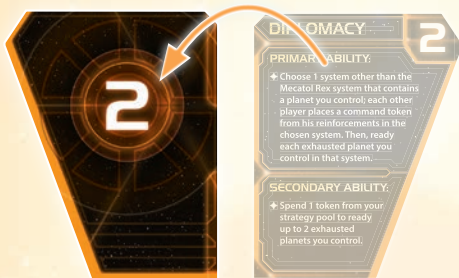 2
DIPLOMACY
2
PRIMARY ABILITY:
Choose 1 system other than the
Mecatol Rex system that contains
a planet you control; each other
player places a command token
from his reinforcements in the
chosen system. Then, ready
each exhausted planet you
control in that system.
SECONDARY ABILITY:
Spend 1 token from your
strategy pool to ready
up to 2 exhausted
planets you control.